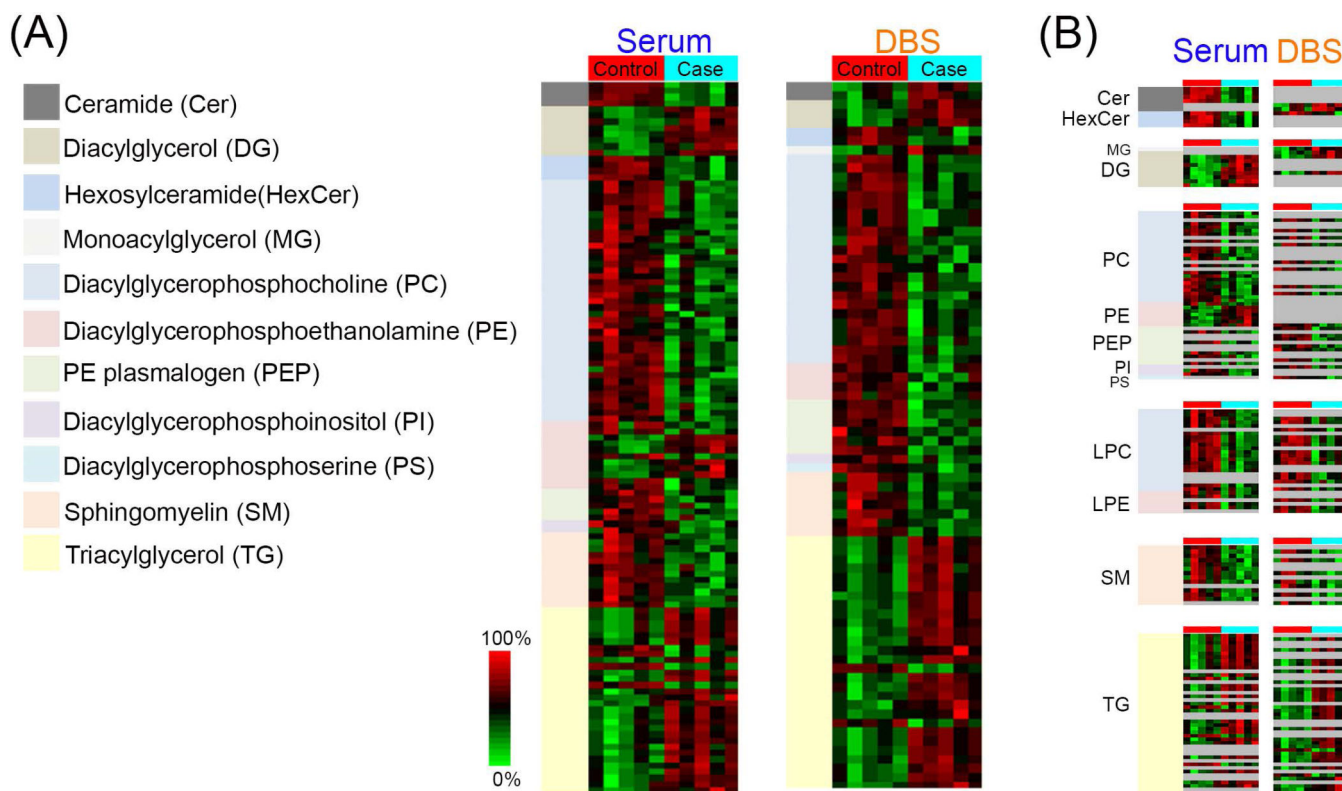 (A)
Serum
DBS
Control Case
Control Case
Ceramide (Cer)
Diacylglycerol (DG)
Hexosylceramide(HexCer)
Monoacylglycerol (MG)
Diacylglycerophosphocholine (PC)
Diacylglycerophosphoethanolamine (PE)
PE plasmalogen (PEP)
Diacylglycerophosphoinositol (PI)
Diacylglycerophosphoserine (PS)
Sphingomyelin (SM)
Triacylglycerol (TG)
100%
0%
(B)
Serum DBS
Cer
HexCer
MG
DG
PC
PE
PEP
PI
PS
LPC
LPE
SM
TG